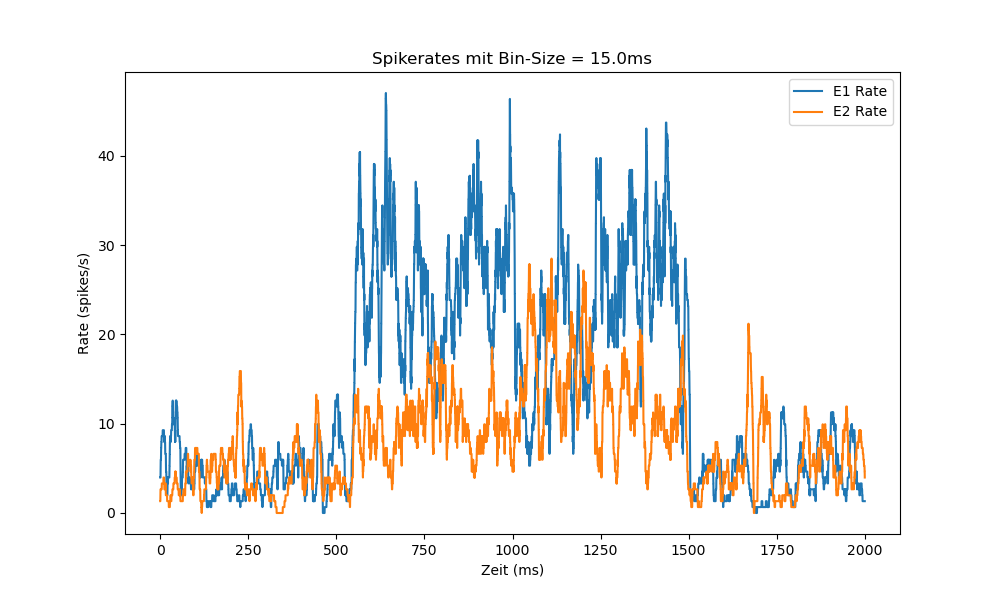 Spikerates mit Bin-Size = 15.0ms
E1 Rate
E2 Rate
40
30
20
10
0
Rate (spikes/s)
0 250 500 750 1000 1250 1500 1750 2000
Zeit (ms)